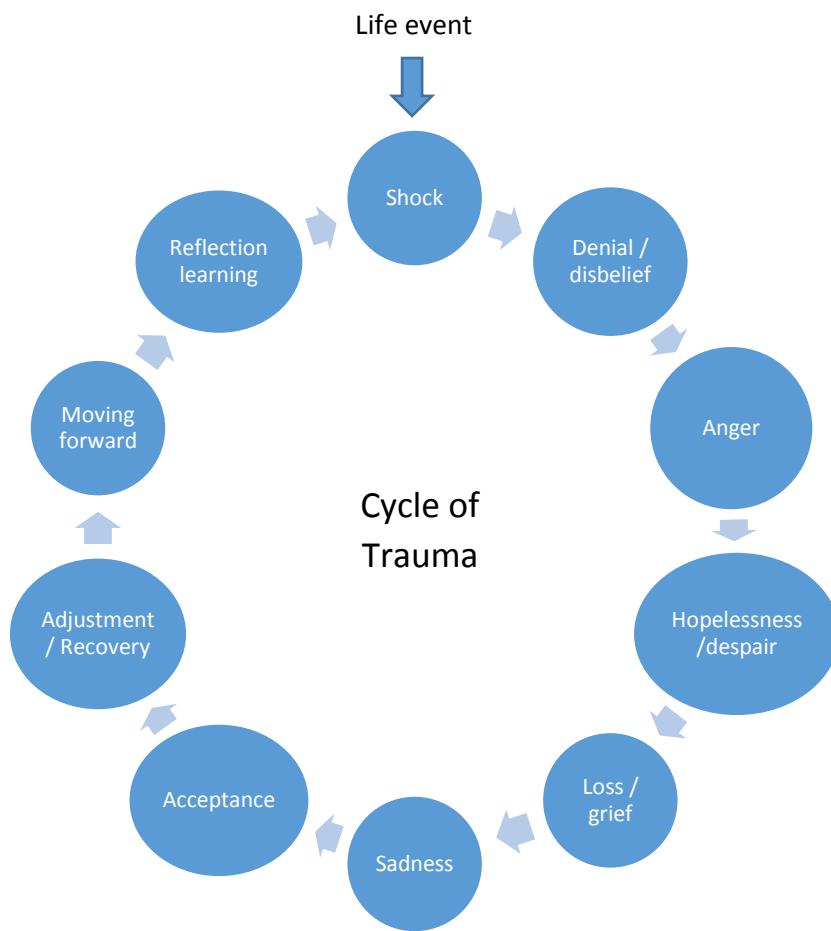 Life event
Shock
Denial /
disbelief
Anger
Hopelessness
/despair
Loss /
grief
Sadness
Acceptance
Adjustment
/ Recovery
Moving
forward
Reflection
learning
Cycle of
Trauma